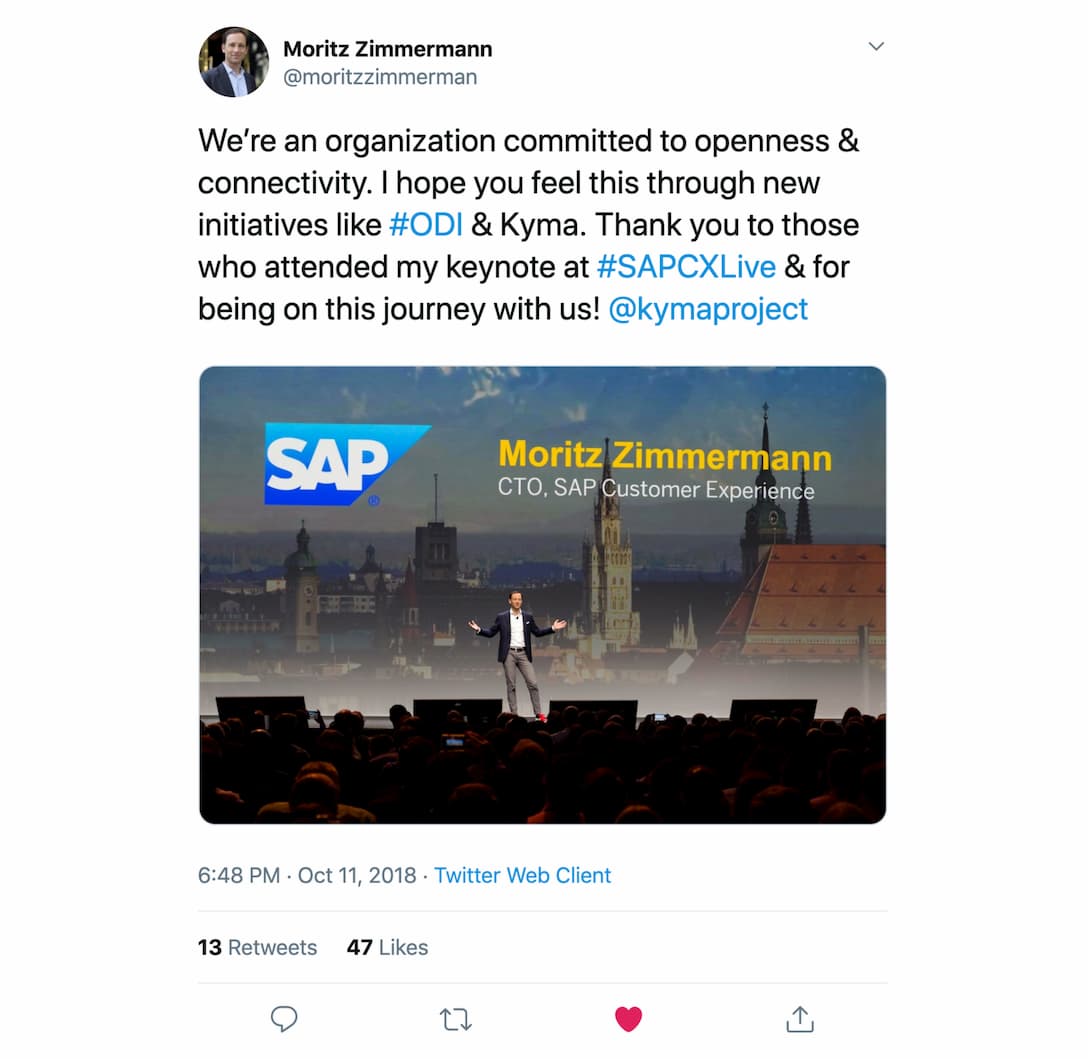 Moritz Zimmermann
@moritzzimmerman
We’re an organization committed to openness &
connectivity. I hope you feel this through new
initiatives like #ODI & Kyma. Thank you to those
who attended my keynote at #SAPCXLive & for
being on this journey with us! @kymaproject
SAP®
Moritz Zimmermann
CTO, SAP Customer Experience
6:48 PM · Oct 11, 2018 · Twitter Web Client
13 Retweets 47 Likes